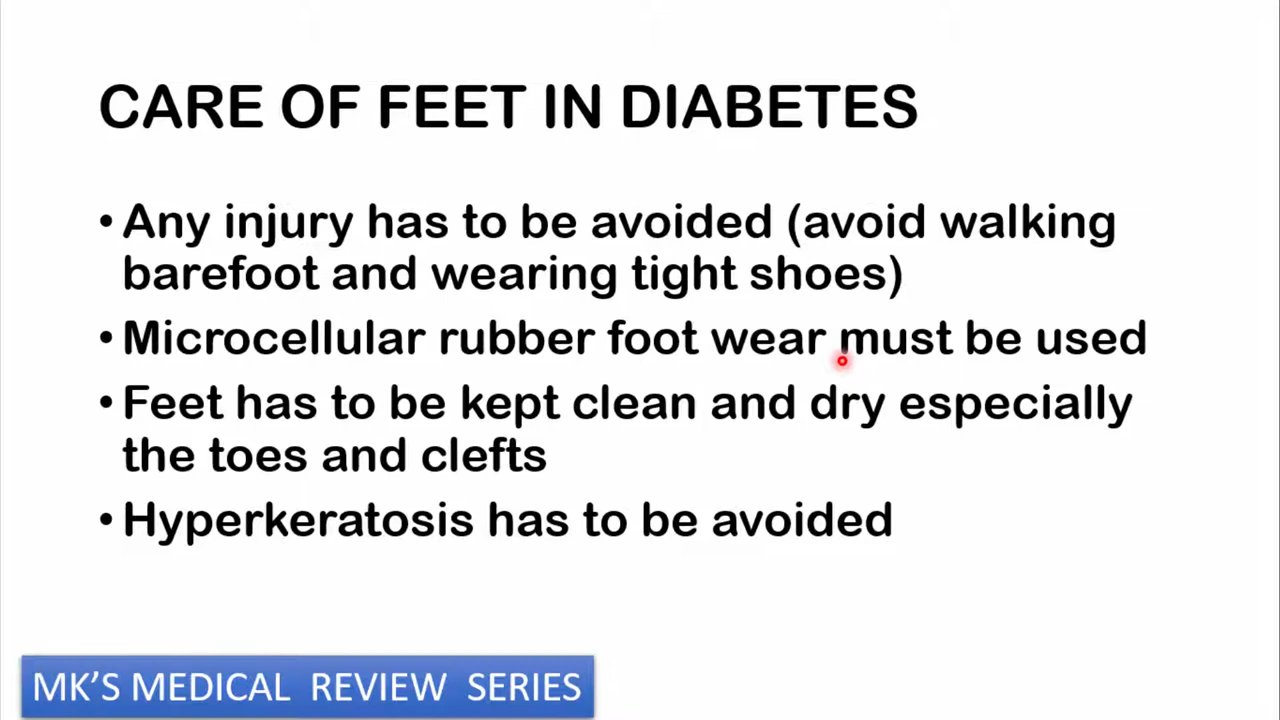 CARE OF FEET IN DIABETES
• Any injury has to be avoided (avoid walking
barefoot and wearing tight shoes)
• Microcellular rubber foot wear must be used
• Feet has to be kept clean and dry especially
the toes and clefts
• Hyperkeratosis has to be avoided
MK’S MEDICAL REVIEW SERIES